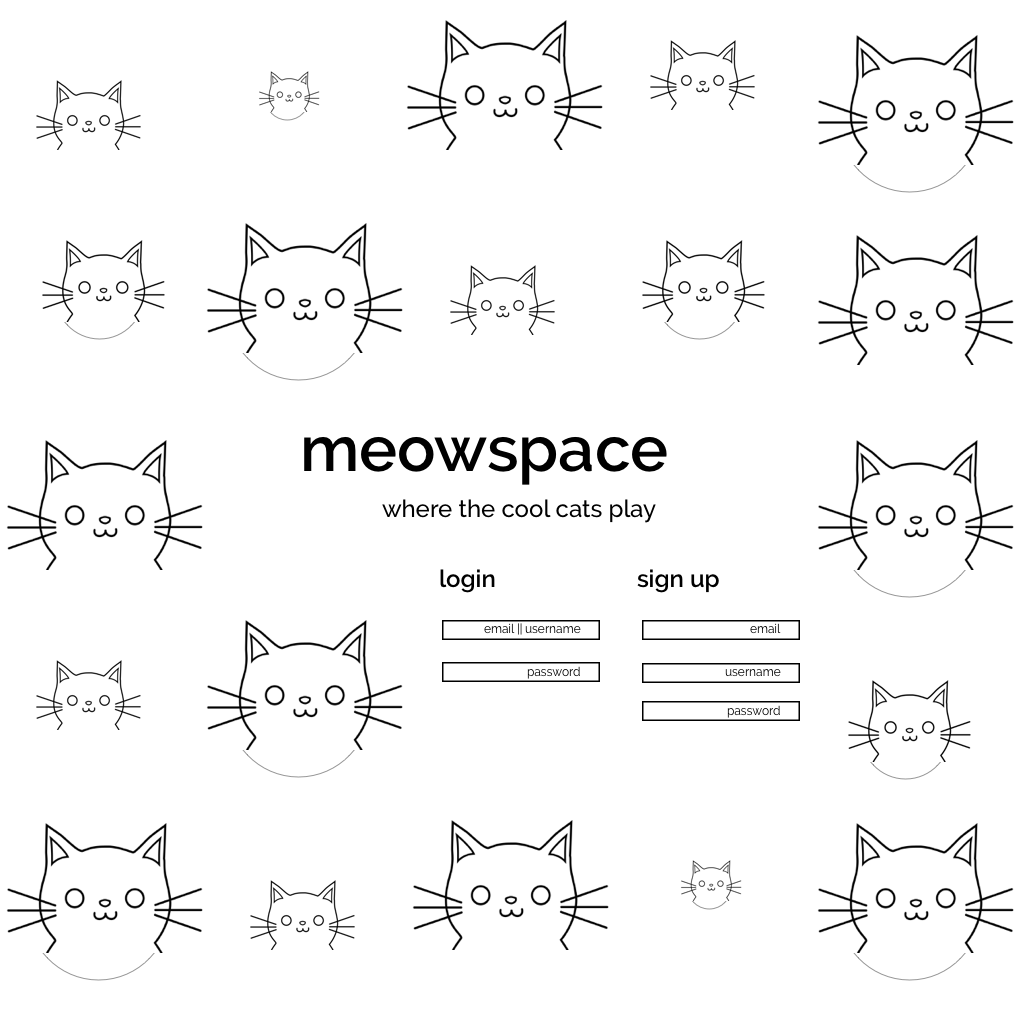 meowspace
where the cool cats play
login
email || username
password
sign up
email
username
password